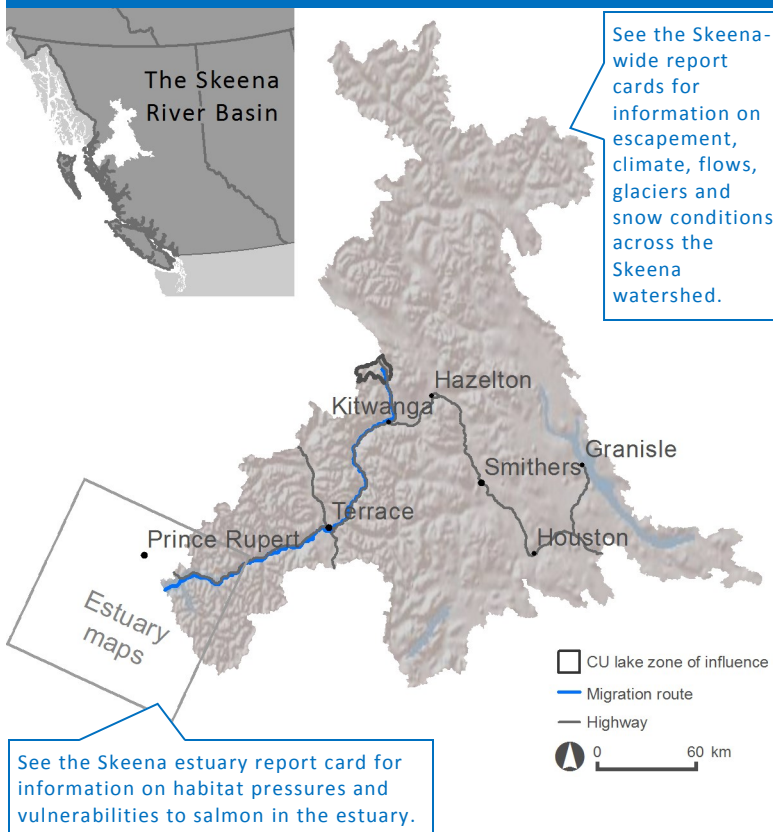 The Skeena
River Basin
See the Skeena-
wide report
cards for
information on
escapement,
climate, flows,
glaciers and
snow conditions
across the
Skeena
watershed.
Hazelton
Kitwanga
Granisle
Smithers
Terrace
Prince Rupert
Houston
Estuary
maps
CU lake zone of influence
Migration route
Highway
0 60 km
See the Skeena estuary report card for
information on habitat pressures and
vulnerabilities to salmon in the estuary.